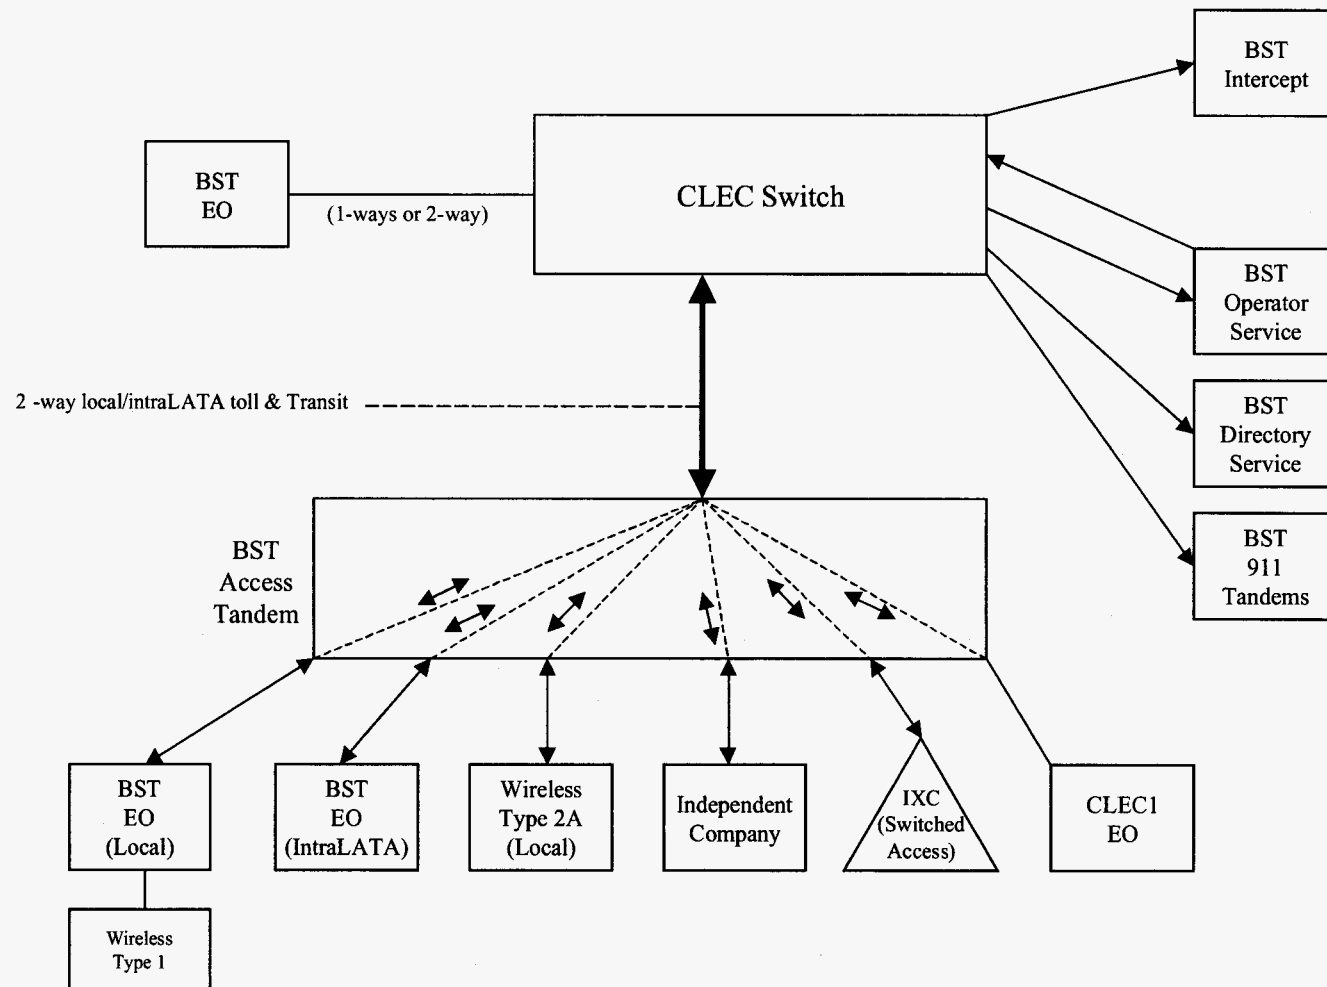 BST
Intercept
BST
EO
(1-ways or 2-way)
CLEC Switch
BST
Operator
Service
2 -way local/intraLATA toll & Transit
BST
Directory
Service
BST
911
Tandems
BST
Access
Tandem
BST
EO
(Local)
BST
EO
(IntraLATA)
Wireless
Type 2A
(Local)
Independent
Company
IXC
(Switched
Access)
CLEC1
EO
Wireless
Type 1